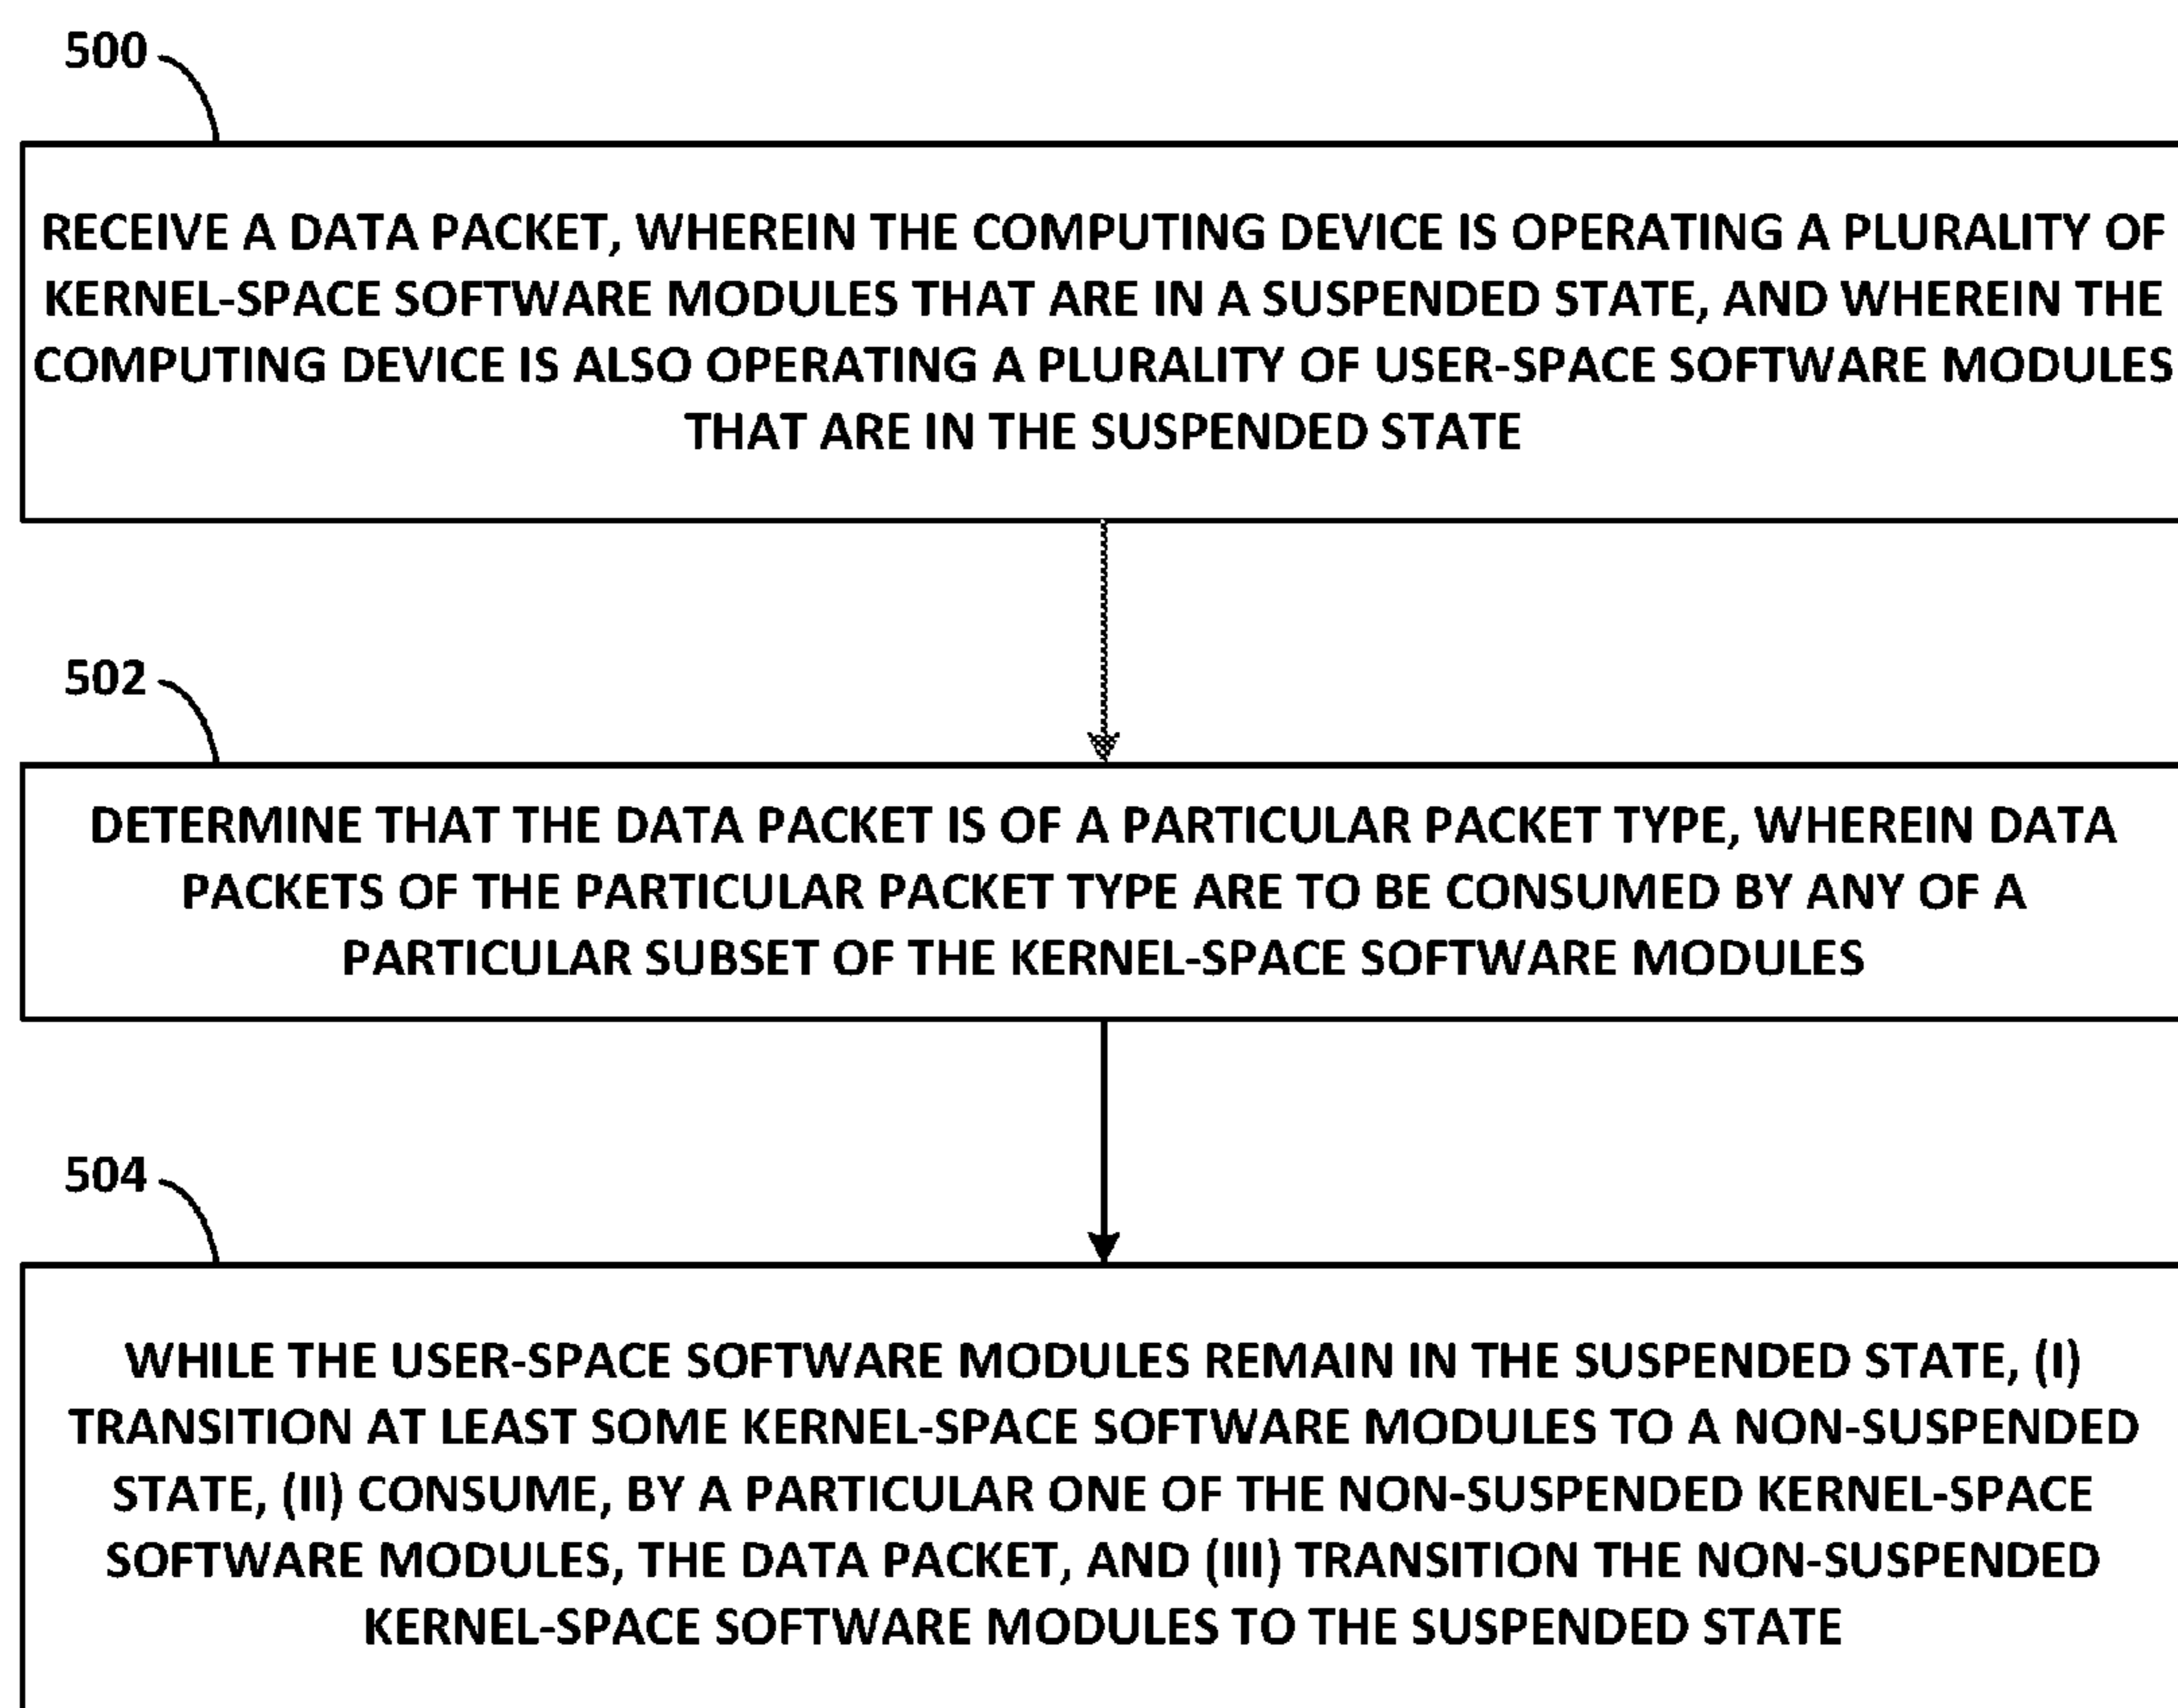 500
RECEIVE A DATA PACKET, WHEREIN THE COMPUTING DEVICE IS OPERATING A PLURALITY OF
KERNEL-SPACE SOFTWARE MODULES THAT ARE IN A SUSPENDED STATE, AND WHEREIN THE
COMPUTING DEVICE IS ALSO OPERATING A PLURALITY OF USER-SPACE SOFTWARE MODULES
THAT ARE IN THE SUSPENDED STATE
502
DETERMINE THAT THE DATA PACKET IS OF A PARTICULAR PACKET TYPE, WHEREIN DATA
PACKETS OF THE PARTICULAR PACKET TYPE ARE TO BE CONSUMED BY ANY OF A
PARTICULAR SUBSET OF THE KERNEL-SPACE SOFTWARE MODULES
504
WHILE THE USER-SPACE SOFTWARE MODULES REMAIN IN THE SUSPENDED STATE, (I)
TRANSITION AT LEAST SOME KERNEL-SPACE SOFTWARE MODULES TO A NON-SUSPENDED
STATE, (II) CONSUME, BY A PARTICULAR ONE OF THE NON-SUSPENDED KERNEL-SPACE
SOFTWARE MODULES, THE DATA PACKET, AND (III) TRANSITION THE NON-SUSPENDED
KERNEL-SPACE SOFTWARE MODULES TO THE SUSPENDED STATE